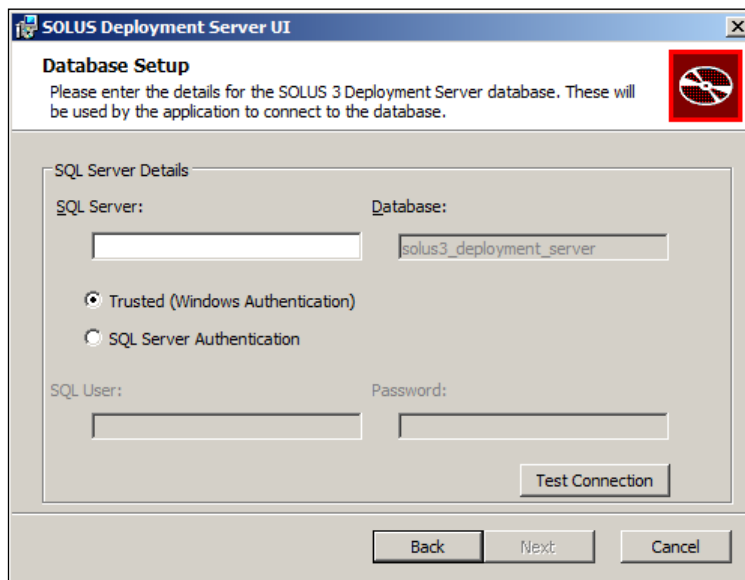 SOLUS Deployment Server UI
Database Setup
Please enter the details for the SOLUS 3 Deployment Server database. These will
be used by the application to connect to the database.
SQL Server Details
SQL Server:
Database:
solus3_deployment_server
Trusted (Windows Authentication)
SQL Server Authentication
SQL User:
Password:
Test Connection
Back
Next
Cancel